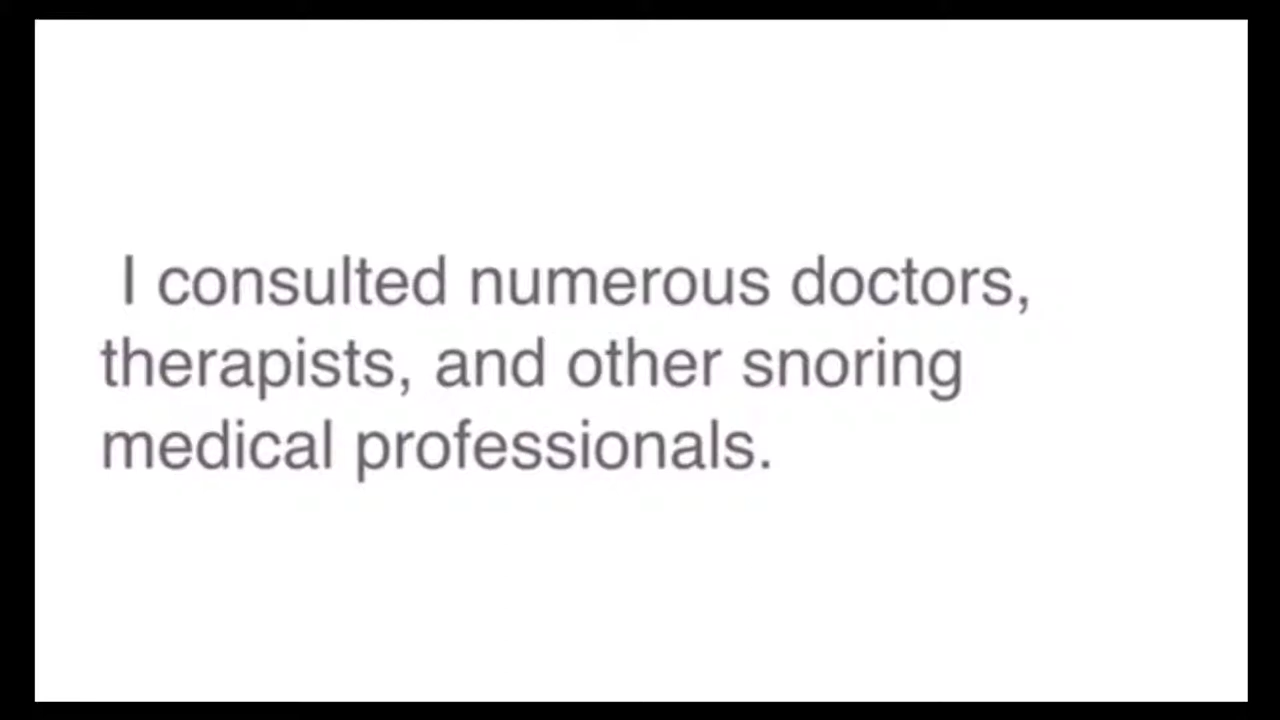 I consulted numerous doctors,
therapists, and other snoring
medical professionals.